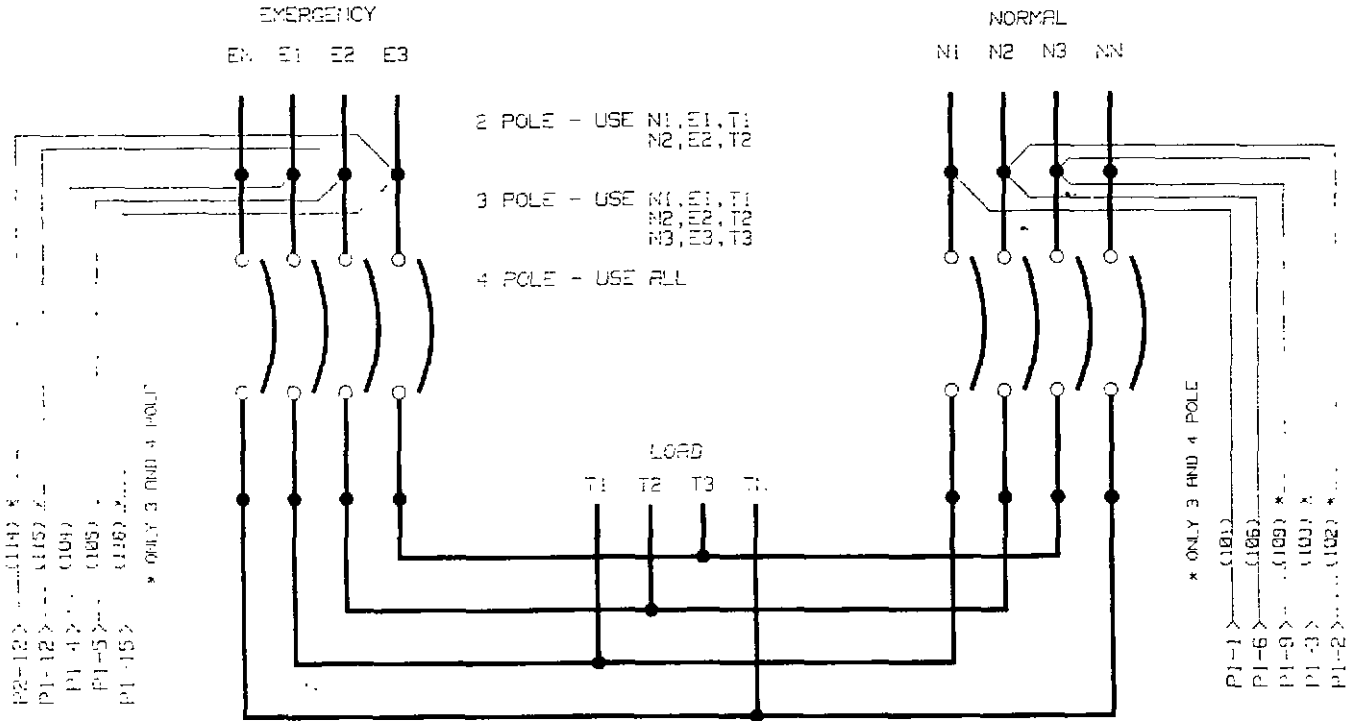 EMERGENCY
EN E1 E2 E3
NORMAL
N1 N2 N3 NN
2 POLE - USE N1,E1,T1
N2,E2,T2
3 POLE - USE N1,E1,T1
N2,E2,T2
N3,E3,T3
4 POLE - USE ALL
LOAD
T1 T2 T3 TN
P2-12> (114) *
P1-12> (115) *
P1-4> (104)
P1-5> (105)
P1-15> (116) *
* ONLY 3 AND 4 POLE
* ONLY 3 AND 4 POLE
P1-1> (101)
P1-6> (106)
P1-9> (109) *
P1-3> (103) *
P1-2> (102) *